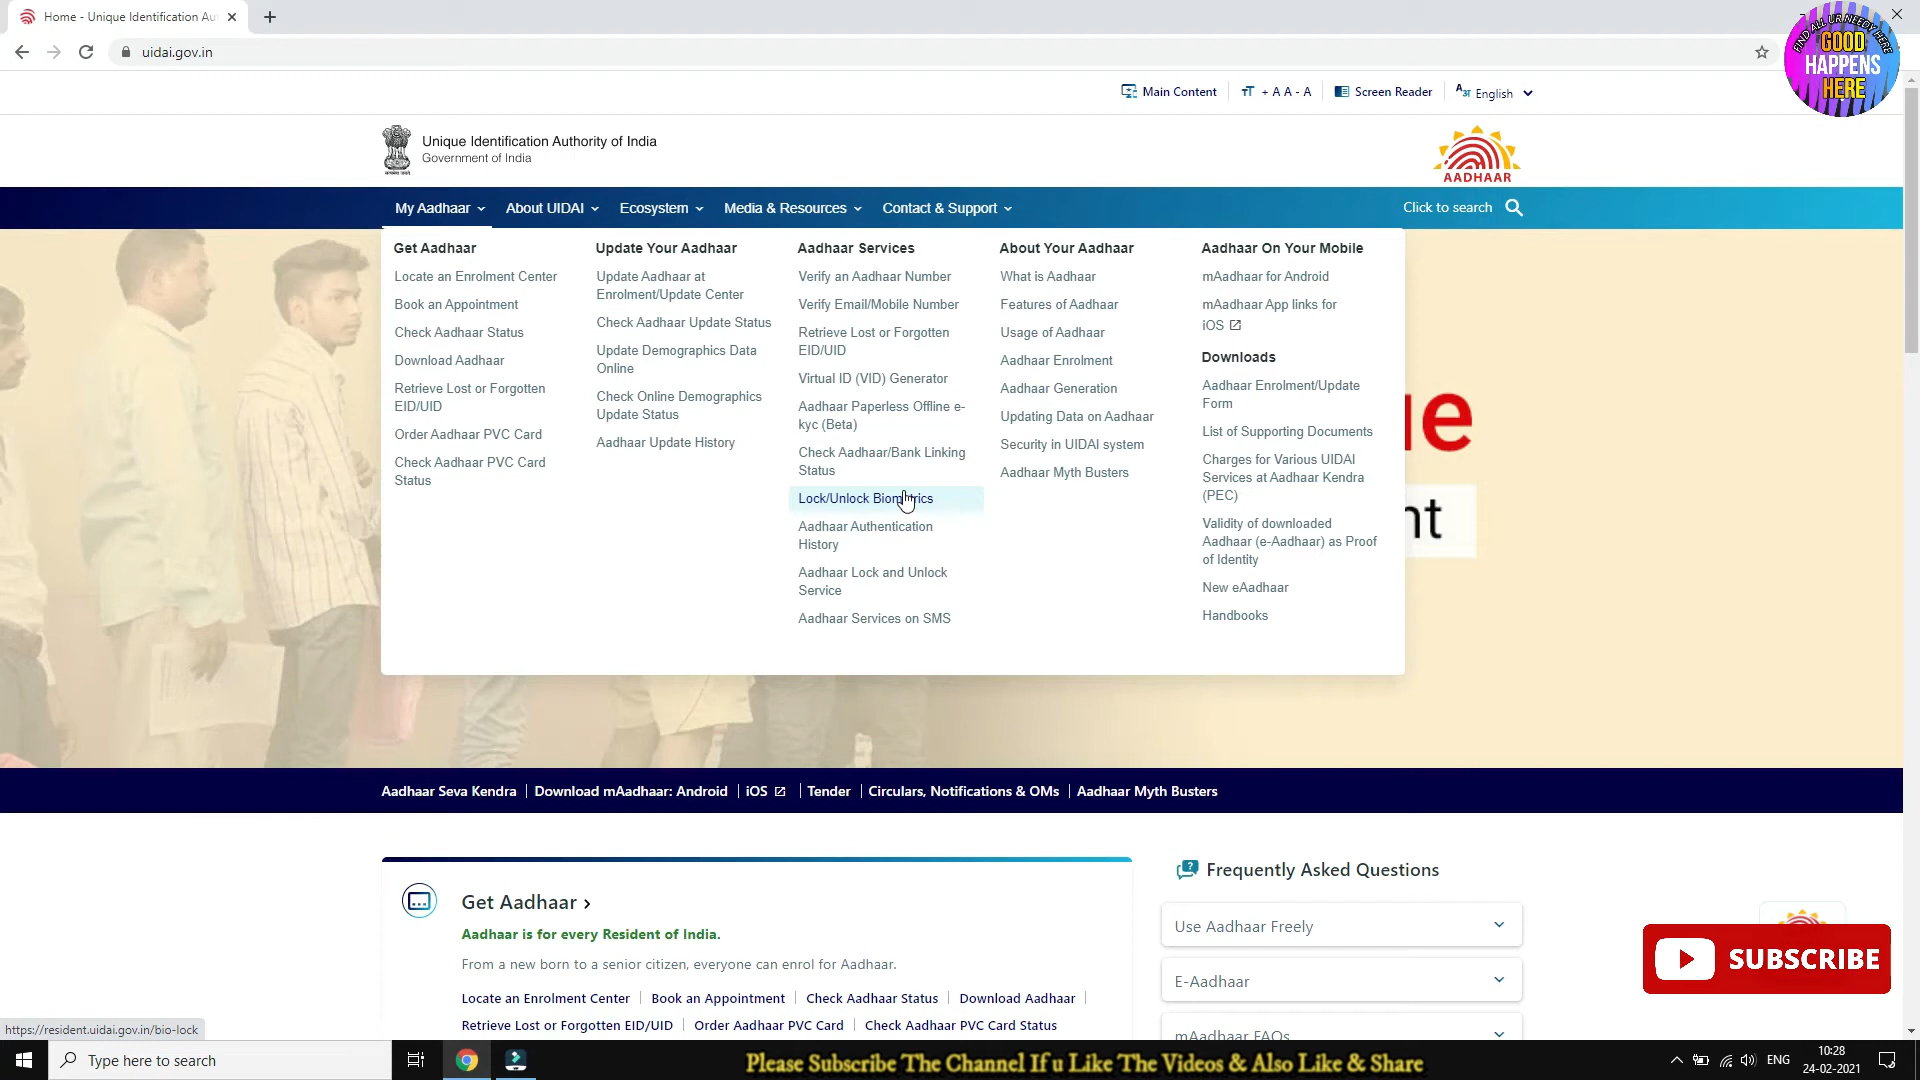 Home - Unique Identification Au
uidai.gov.in
FIND ALL UR NEEDY HERE
GOOD
HAPPENS
HERE
Main Content
+ A A - A
Screen Reader
English
Unique Identification Authority of India
Government of India
AADHAAR
My Aadhaar
About UIDAI
Ecosystem
Media & Resources
Contact & Support
Click to search
Get Aadhaar
Locate an Enrolment Center
Book an Appointment
Check Aadhaar Status
Download Aadhaar
Retrieve Lost or Forgotten
EID/UID
Order Aadhaar PVC Card
Check Aadhaar PVC Card
Status
Update Your Aadhaar
Update Aadhaar at
Enrolment/Update Center
Check Aadhaar Update Status
Update Demographics Data
Online
Check Online Demographics
Update Status
Aadhaar Update History
Aadhaar Services
Verify an Aadhaar Number
Verify Email/Mobile Number
Retrieve Lost or Forgotten
EID/UID
Virtual ID (VID) Generator
Aadhaar Paperless Offline e-
kyc (Beta)
Check Aadhaar/Bank Linking
Status
Lock/Unlock Biometrics
Aadhaar Authentication
History
Aadhaar Lock and Unlock
Service
Aadhaar Services on SMS
About Your Aadhaar
What is Aadhaar
Features of Aadhaar
Usage of Aadhaar
Aadhaar Enrolment
Aadhaar Generation
Updating Data on Aadhaar
Security in UIDAI system
Aadhaar Myth Busters
Aadhaar On Your Mobile
mAadhaar for Android
mAadhaar App links for
iOS
Downloads
Aadhaar Enrolment/Update
Form
List of Supporting Documents
Charges for Various UIDAI
Services at Aadhaar Kendra
(PEC)
Validity of downloaded
Aadhaar (e-Aadhaar) as Proof
of Identity
New eAadhaar
Handbooks
Aadhaar Seva Kendra
Download mAadhaar: Android
iOS
Tender
Circulars, Notifications & OMs
Aadhaar Myth Busters
Get Aadhaar
Aadhaar is for every Resident of India.
From a new born to a senior citizen, everyone can enrol for Aadhaar.
Locate an Enrolment Center
Book an Appointment
Check Aadhaar Status
Download Aadhaar
Retrieve Lost or Forgotten EID/UID
Order Aadhaar PVC Card
Check Aadhaar PVC Card Status
Frequently Asked Questions
Use Aadhaar Freely
E-Aadhaar
mAadhaar FAQs
SUBSCRIBE
https://resident.uidai.gov.in/bio-lock
Type here to search
Please Subscribe The Channel If u Like The Videos & Also Like & Share
ENG
10:28
24-02-2021